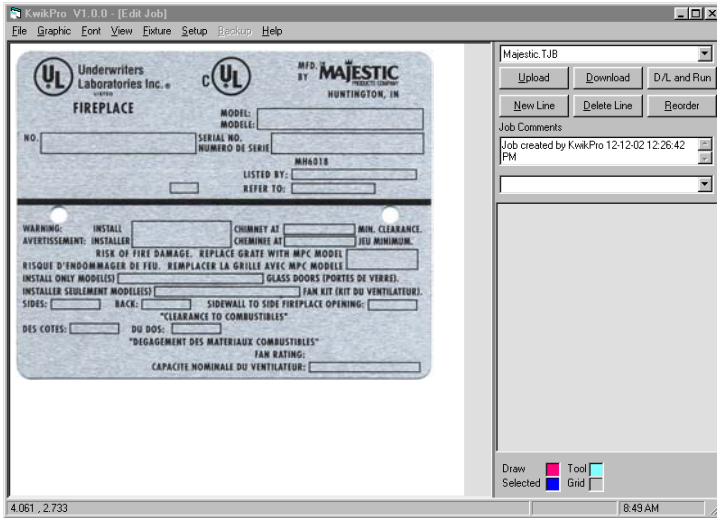 KwikPro V1.0.0 - [Edit Job]
File Graphic Font View Fixture Setup Backup Help
Majestic.TJB
Upload Download D/L and Run
New Line Delete Line Reorder
Job Comments
Job created by KwikPro 12-12-02 12:26:42
PM
UL Underwriters
Laboratories Inc.®
LISTED
FIREPLACE
C UL
MFD.
BY MAJESTIC
PRODUCTS COMPANY
HUNTINGTON, IN
MODEL:
MODELE:
NO. SERIAL NO.
NUMERO DE SERIE
MH6018
LISTED BY:
REFER TO:
WARNING: INSTALL CHIMNEY AT MIN. CLEARANCE.
AVERTISSEMENT: INSTALLER CHEMINEE AT JEU MINIMUM.
RISK OF FIRE DAMAGE. REPLACE GRATE WITH MPC MODEL
RISQUE D'ENDOMMAGER DE FEU. REMPLACER LA GRILLE AVEC MPC MODELE
INSTALL ONLY MODEL(S) GLASS DOORS (PORTES DE VERRE).
INSTALLER SEULEMENT MODELE(S) FAN KIT (KIT DU VENTILATEUR).
SIDES: BACK: SIDEWALL TO SIDE FIREPLACE OPENING:
"CLEARANCE TO COMBUSTIBLES"
DES COTES: DU DOS:
"DEGAGEMENT DES MATERIAUX COMBUSTIBLES"
FAN RATING:
CAPACITE NOMINALE DU VENTILATEUR:
Draw Tool
Selected Grid
4.061 , 2.733 8:49 AM